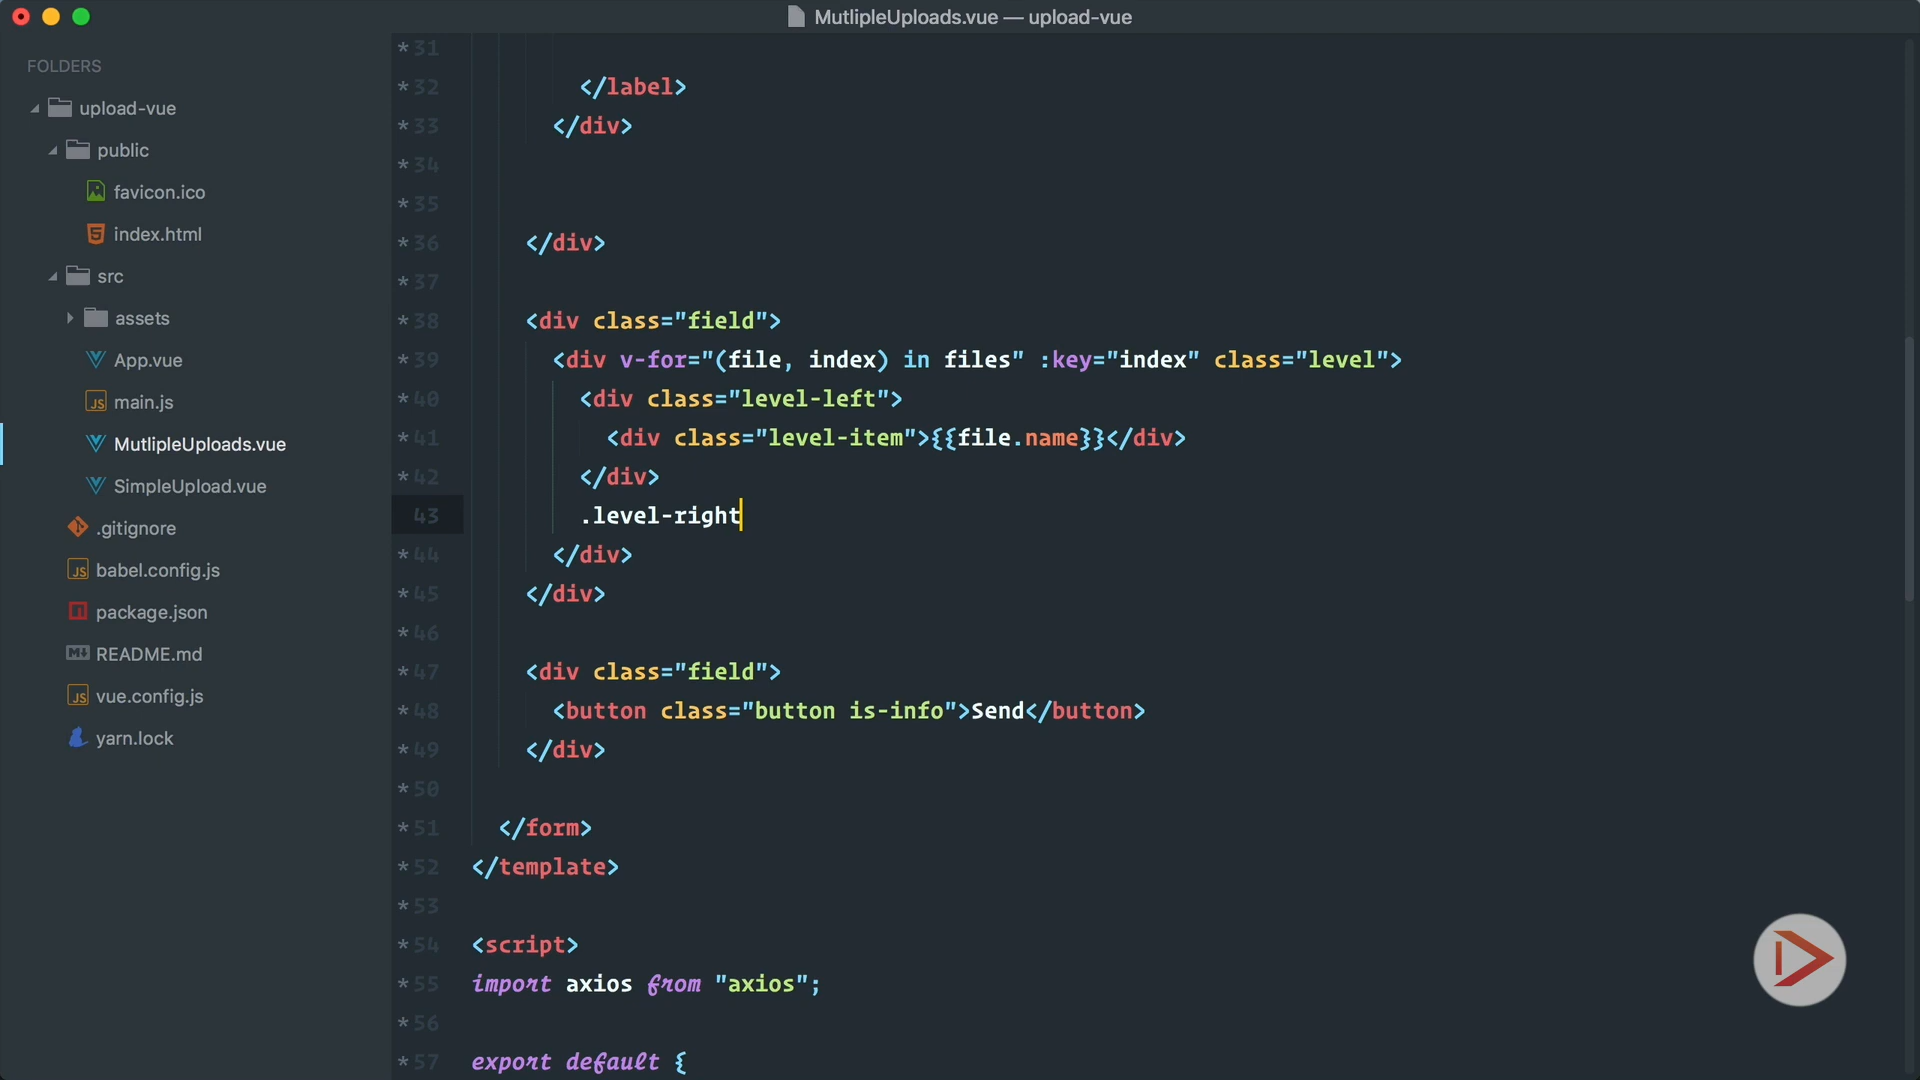 MutlipleUploads.vue — upload-vue
FOLDERS
upload-vue
public
favicon.ico
index.html
src
assets
App.vue
main.js
MutlipleUploads.vue
SimpleUpload.vue
.gitignore
babel.config.js
package.json
README.md
vue.config.js
yarn.lock
*31
*32 </label>
*33 </div>
*34
*35
*36 </div>
*37
*38 <div class="field">
*39 <div v-for="(file, index) in files" :key="index" class="level">
*40 <div class="level-left">
*41 <div class="level-item">{{file.name}}</div>
*42 </div>
43 .level-right
*44 </div>
*45 </div>
*46
*47 <div class="field">
*48 <button class="button is-info">Send</button>
*49 </div>
*50
*51 </form>
*52 </template>
*53
*54 <script>
*55 import axios from "axios";
*56
*57 export default {